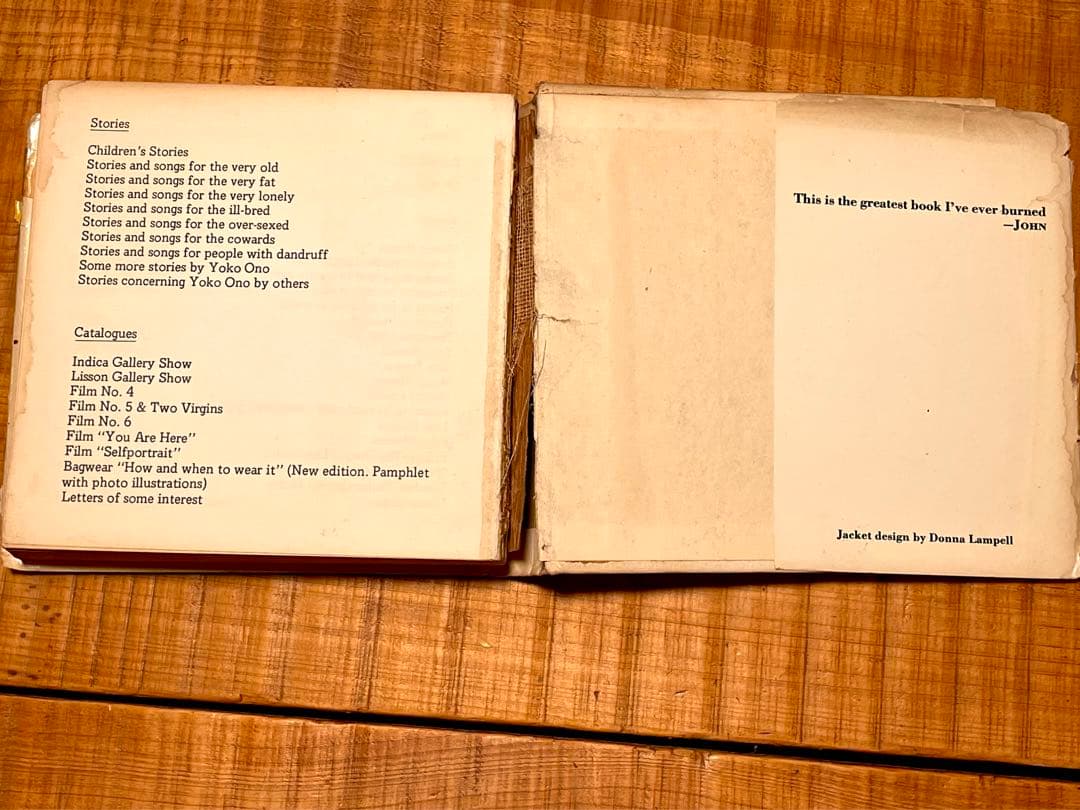 Stories
Children's Stories
Stories and songs for the very old
Stories and songs for the very fat
Stories and songs for the very lonely
Stories and songs for the ill-bred
Stories and songs for the over-sexed
Stories and songs for the cowards
Stories and songs for people with dandruff
Some more stories by Yoko Ono
Stories concerning Yoko Ono by others
Catalogues
Indica Gallery Show
Lisson Gallery Show
Film No. 4
Film No. 5 & Two Virgins
Film No. 6
Film "You Are Here"
Film "Selfportrait"
Bagwear "How and when to wear it" (New edition. Pamphlet
with photo illustrations)
Letters of some interest
This is the greatest book I've ever burned
—JOHN
Jacket design by Donna Lampell